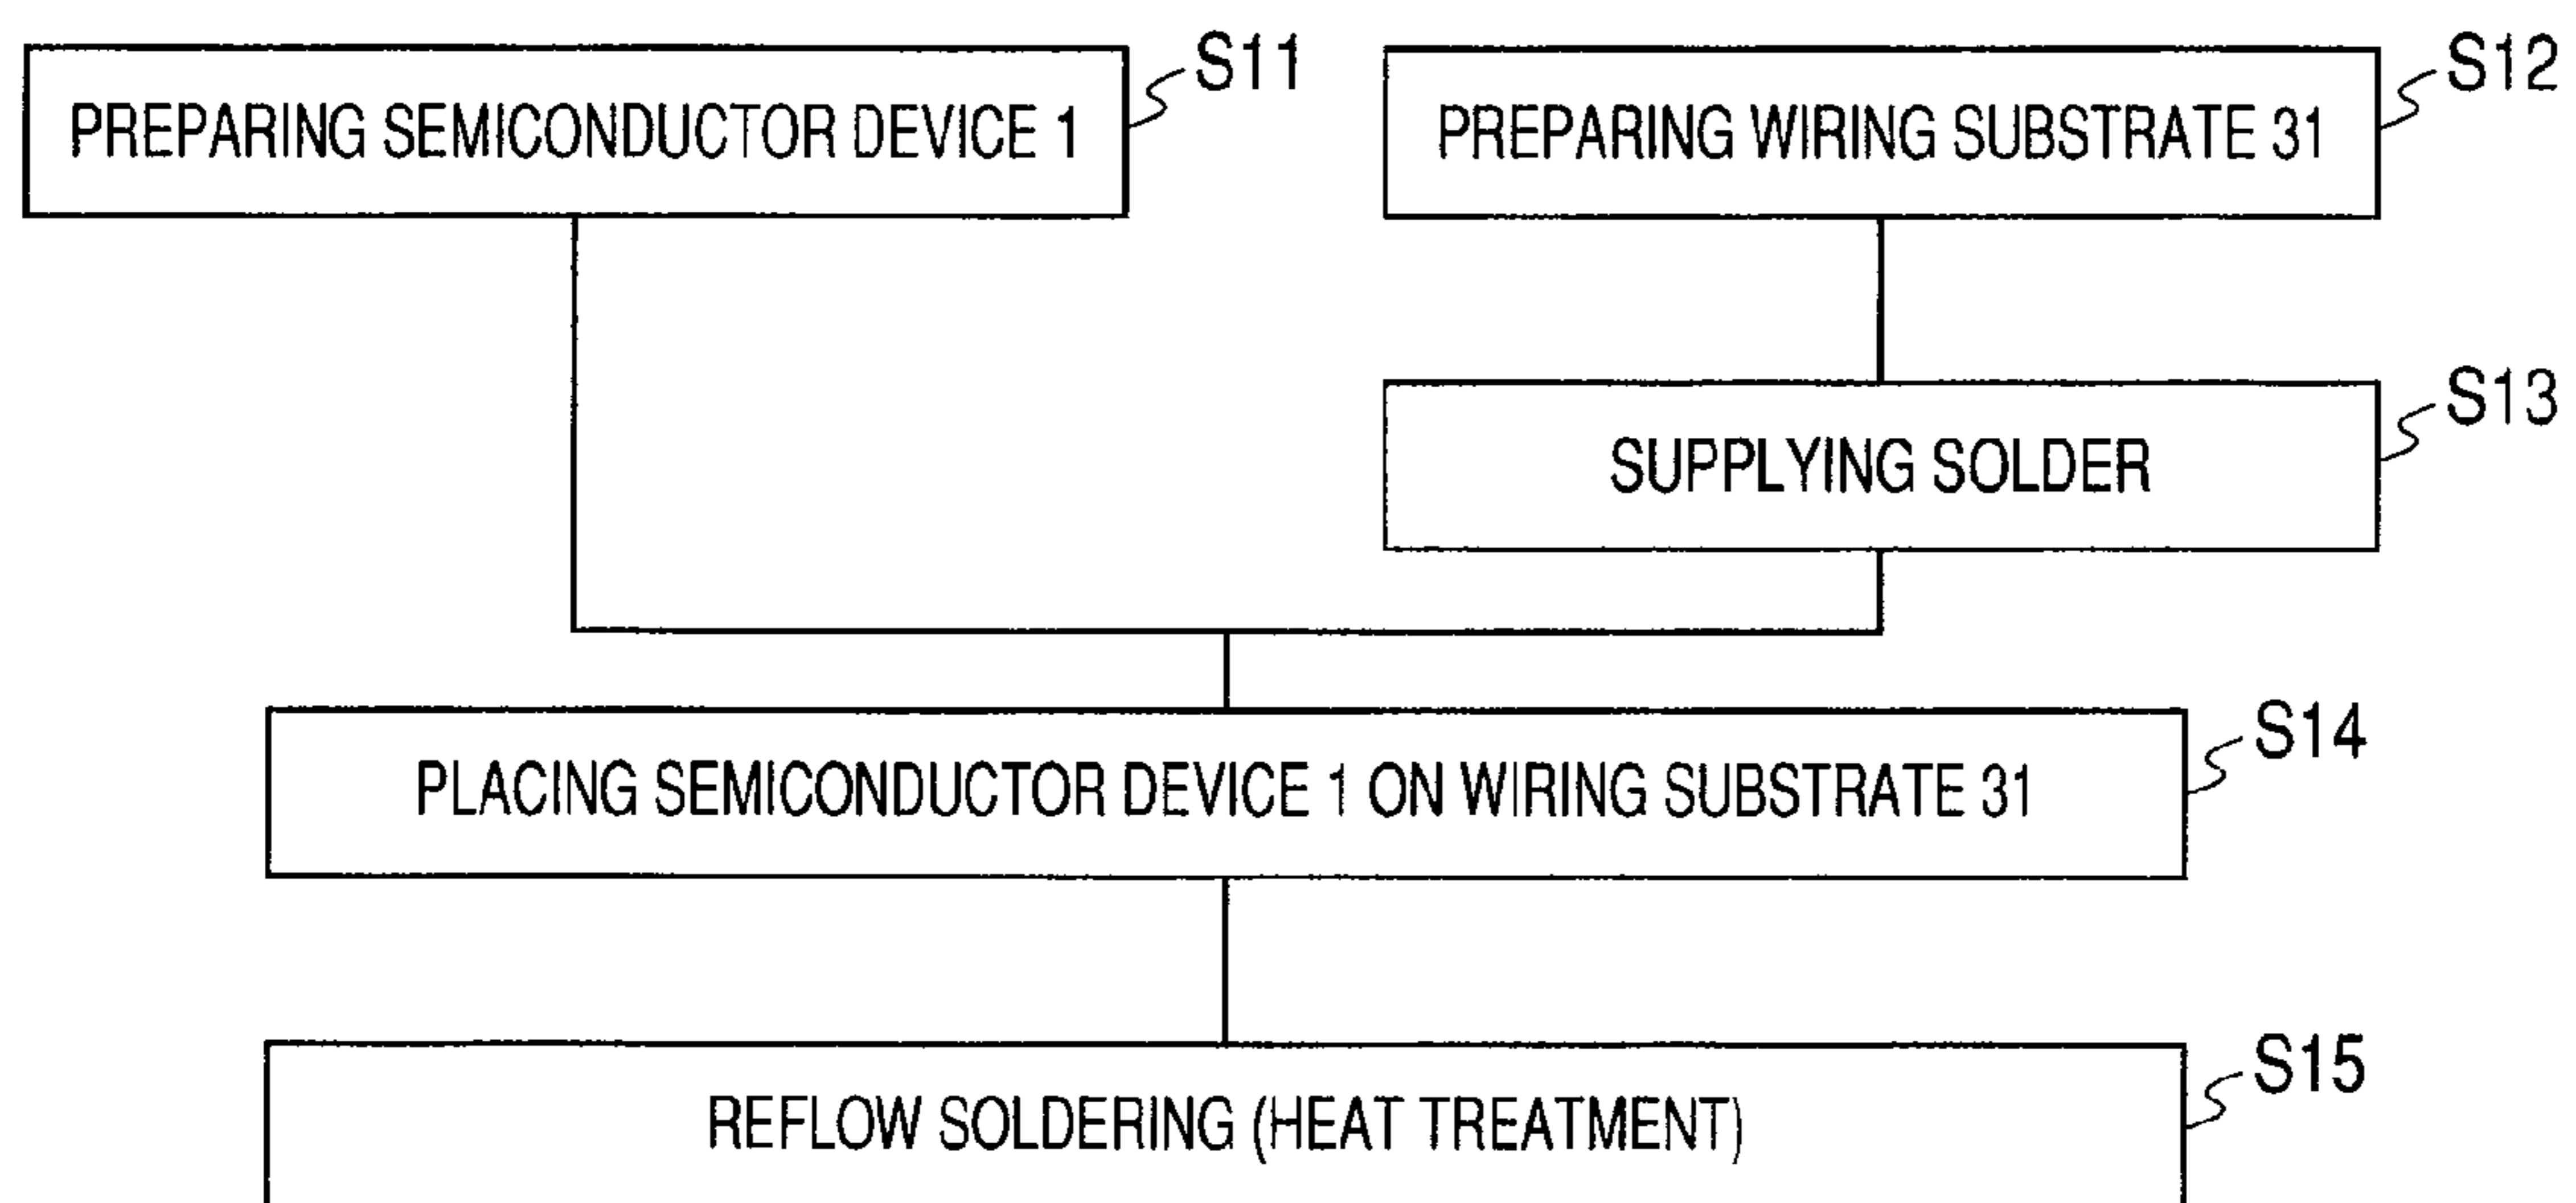 PREPARING SEMICONDUCTOR DEVICE 1
S11
PREPARING WIRING SUBSTRATE 31
S12
SUPPLYING SOLDER
S13
PLACING SEMICONDUCTOR DEVICE 1 ON WIRING SUBSTRATE 31
S14
REFLOW SOLDERING (HEAT TREATMENT)
S15